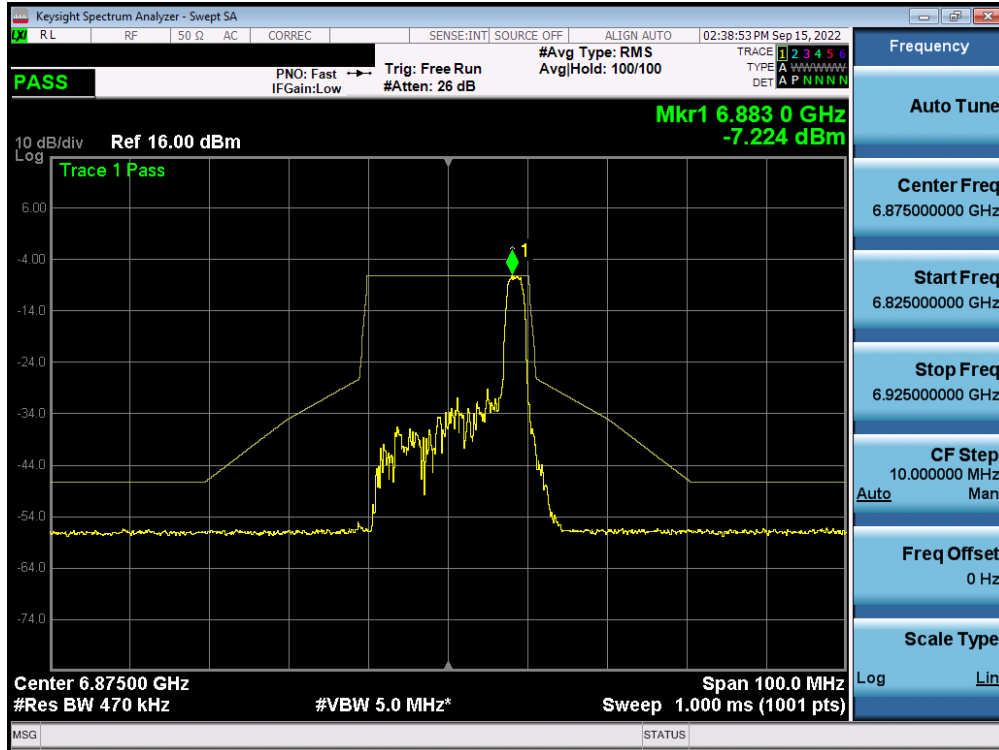 Keysight Spectrum Analyzer - Swept SA
LXI RL RF 50 Ω AC CORREC SENSE:INT SOURCE OFF ALIGN AUTO 02:38:53 PM Sep 15, 2022
PASS
PNO: Fast
IFGain:Low
Trig: Free Run
#Atten: 26 dB
#Avg Type: RMS
Avg|Hold: 100/100
TRACE 1 2 3 4 5 6
TYPE A WWWWW
DET A P N N N N
Mkr1 6.883 0 GHz
-7.224 dBm
10 dB/div Ref 16.00 dBm
Log
Trace 1 Pass
1
6.00
-4.00
-14.0
-24.0
-34.0
-44.0
-54.0
-64.0
-74.0
Center 6.87500 GHz Span 100.0 MHz
#Res BW 470 kHz #VBW 5.0 MHz* Sweep 1.000 ms (1001 pts)
MSG STATUS
Frequency
Auto Tune
Center Freq
6.875000000 GHz
Start Freq
6.825000000 GHz
Stop Freq
6.925000000 GHz
CF Step
10.000000 MHz
Auto Man
Freq Offset
0 Hz
Scale Type
Log Lin